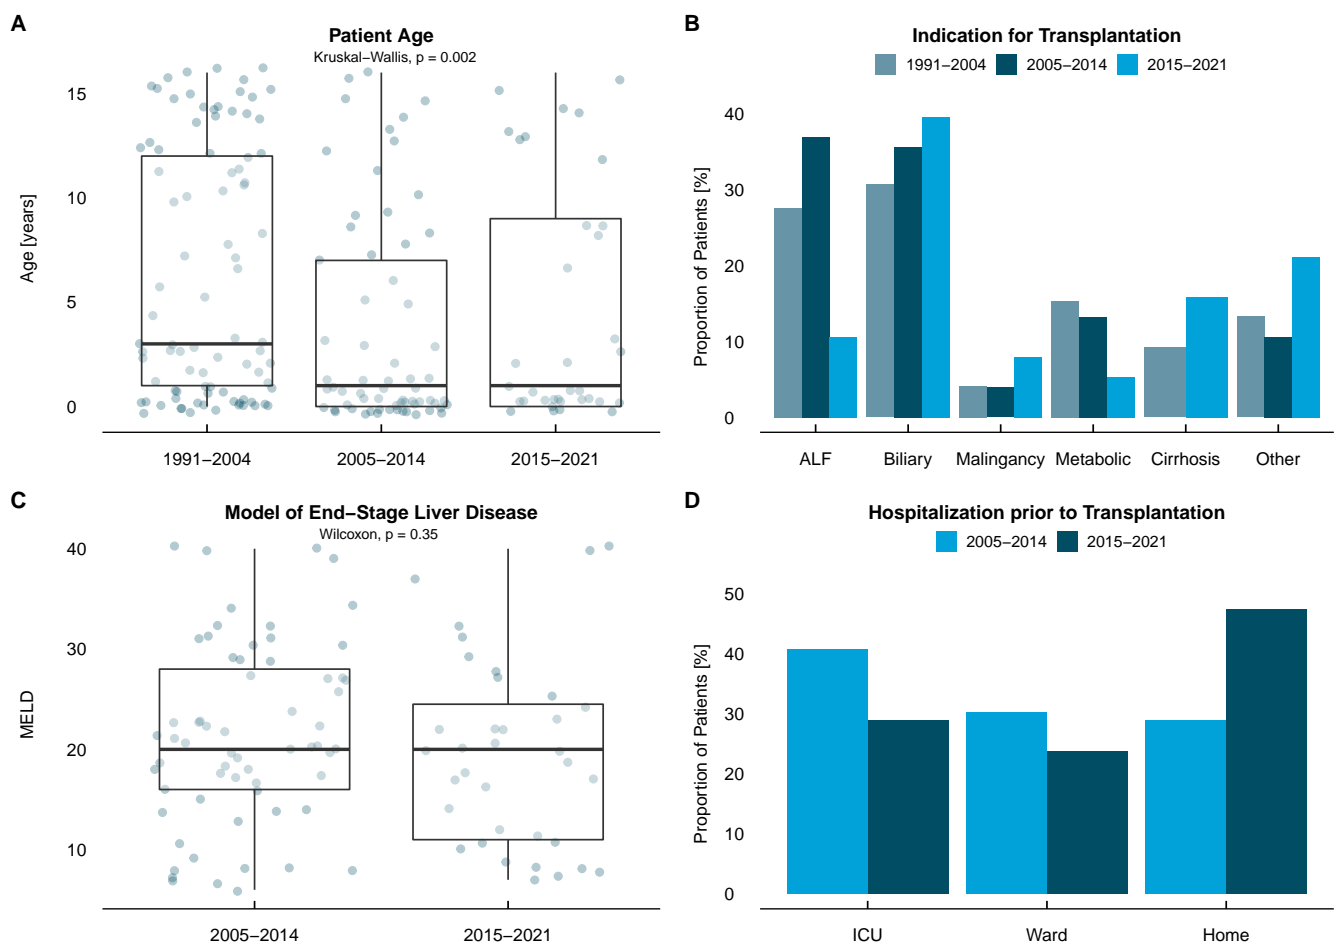 A
Patient Age
Kruskal−Wallis, p = 0.002
Age [years]
15
10
5
0
1991−2004
2005−2014
2015−2021
B
Indication for Transplantation
1991−2004 2005−2014 2015−2021
Proportion of Patients [%]
40
30
20
10
0
ALF Biliary Malingancy Metabolic Cirrhosis Other
C
Model of End−Stage Liver Disease
Wilcoxon, p = 0.35
MELD
40
30
20
10
2005−2014
2015−2021
D
Hospitalization prior to Transplantation
2005−2014 2015−2021
Proportion of Patients [%]
50
40
30
20
10
0
ICU Ward Home